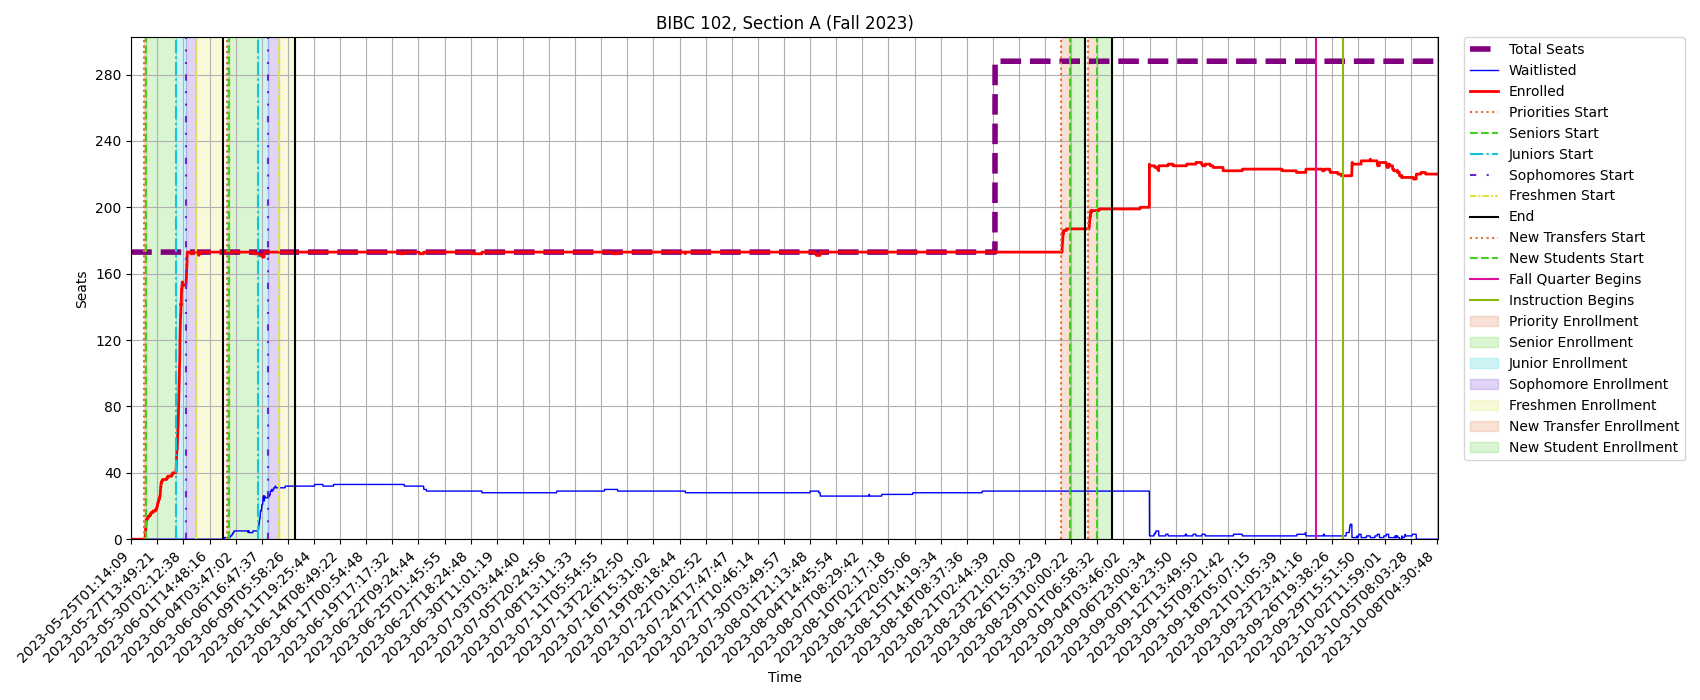 BIBC 102, Section A (Fall 2023)
Seats
280
240
200
160
120
80
40
0
2023-05-25T01:14:09
2023-05-27T13:49:21
2023-05-30T02:12:38
2023-06-01T14:48:16
2023-06-04T03:47:02
2023-06-06T16:47:37
2023-06-09T05:58:26
2023-06-11T19:25:44
2023-06-14T08:49:22
2023-06-17T00:54:48
2023-06-19T17:17:32
2023-06-22T09:24:44
2023-06-25T01:45:55
2023-06-27T18:24:48
2023-06-30T11:01:19
2023-07-03T03:44:40
2023-07-05T20:24:56
2023-07-08T13:11:33
2023-07-11T05:54:55
2023-07-13T22:42:50
2023-07-16T15:31:02
2023-07-19T08:18:44
2023-07-22T01:02:52
2023-07-24T17:47:47
2023-07-27T10:46:14
2023-07-30T03:49:57
2023-08-01T21:13:48
2023-08-04T14:45:54
2023-08-07T08:29:42
2023-08-10T02:17:18
2023-08-12T20:05:06
2023-08-15T14:19:34
2023-08-18T08:37:36
2023-08-21T02:44:39
2023-08-23T21:02:00
2023-08-26T15:33:29
2023-08-29T10:00:22
2023-09-01T06:58:32
2023-09-04T03:46:02
2023-09-06T23:00:34
2023-09-09T18:23:50
2023-09-12T13:49:50
2023-09-15T09:21:42
2023-09-18T05:07:15
2023-09-21T01:05:39
2023-09-23T23:41:16
2023-09-26T19:38:26
2023-09-29T15:51:50
2023-10-02T11:59:01
2023-10-05T08:03:28
2023-10-08T04:30:48
Time
Total Seats
Waitlisted
Enrolled
Priorities Start
Seniors Start
Juniors Start
Sophomores Start
Freshmen Start
End
New Transfers Start
New Students Start
Fall Quarter Begins
Instruction Begins
Priority Enrollment
Senior Enrollment
Junior Enrollment
Sophomore Enrollment
Freshmen Enrollment
New Transfer Enrollment
New Student Enrollment